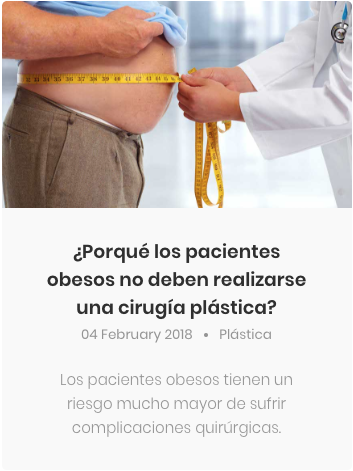 ¿Porqué los pacientes
obesos no deben realizarse
una cirugía plástica?
04 February 2018 • Plástica
Los pacientes obesos tienen un
riesgo mucho mayor de sufrir
complicaciones quirúrgicas.